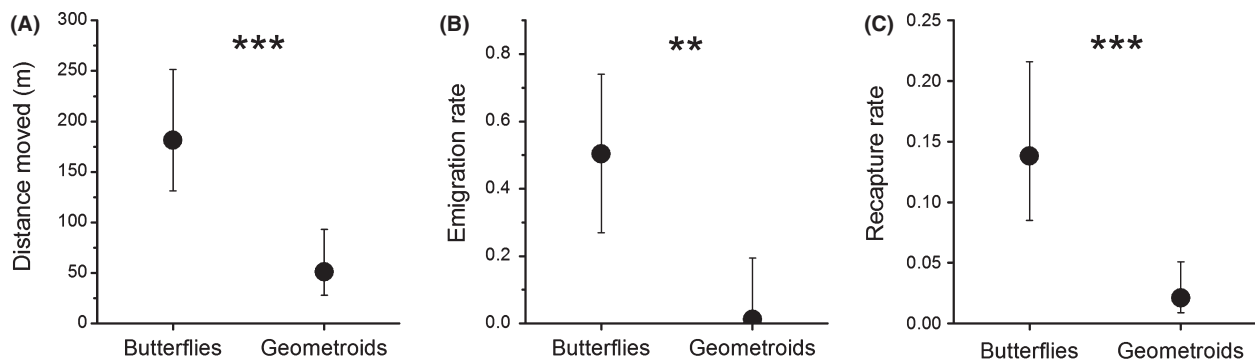 (A)
***
Distance moved (m)
300
250
200
150
100
50
0
Butterflies
Geometroids
(B)
**
Emigration rate
0.8
0.6
0.4
0.2
0.0
Butterflies
Geometroids
(C)
***
Recapture rate
0.25
0.20
0.15
0.10
0.05
0.00
Butterflies
Geometroids